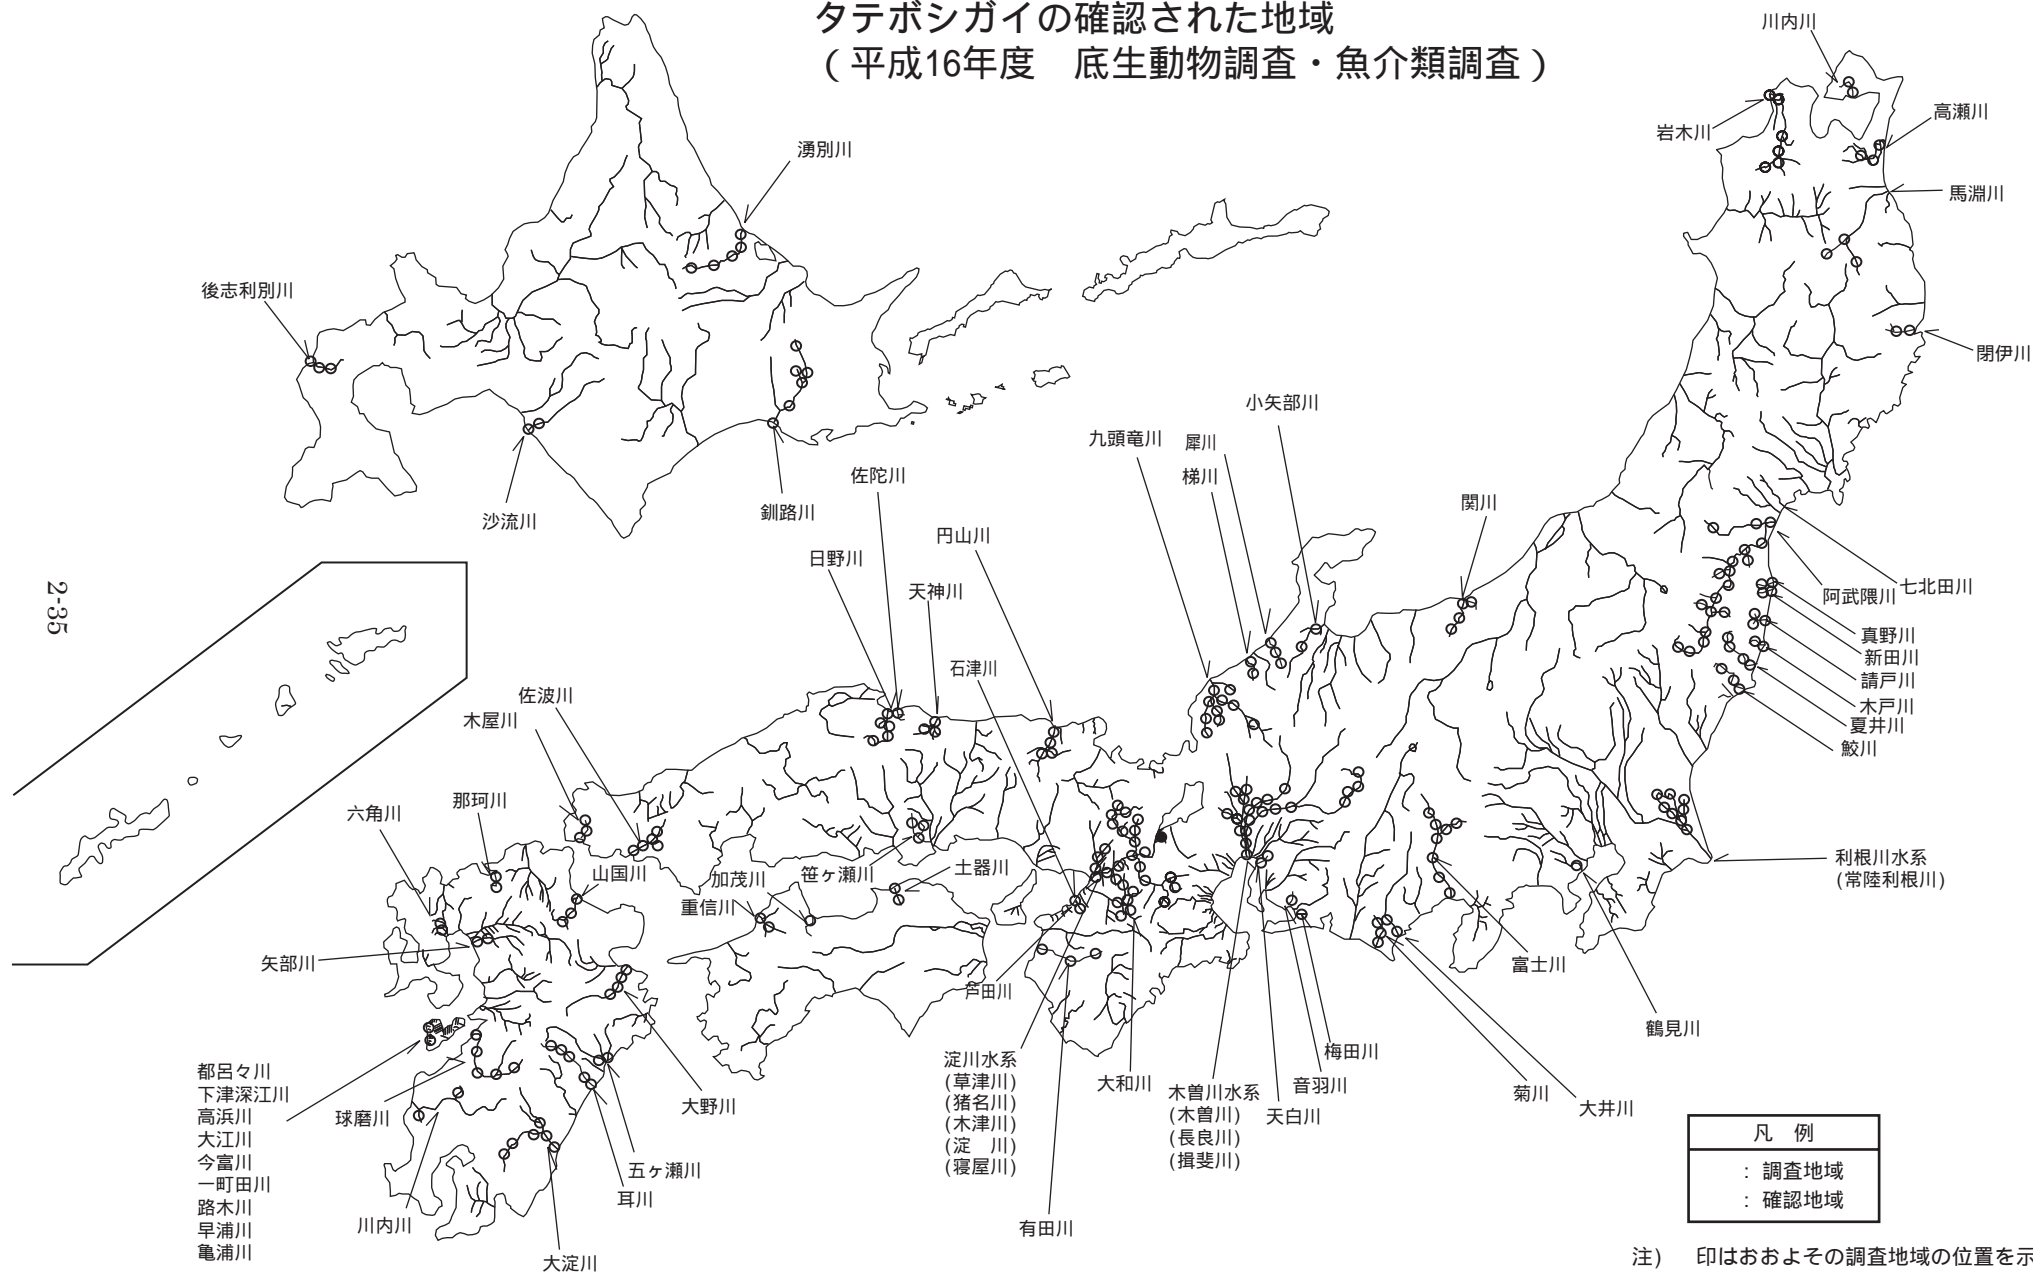 タテボシガイの確認された地域
（平成16年度　底生動物調査・魚介類調査）
川内川
高瀬川
岩木川
馬淵川
閉伊川
湧別川
後志利別川
沙流川
釧路川
小矢部川
九頭竜川
犀川
梯川
関川
佐陀川
円山川
日野川
天神川
石津川
佐波川
木屋川
那珂川
六角川
七北田川
阿武隈川
真野川
新田川
請戸川
木戸川
夏井川
鮫川
利根川水系
(常陸利根川)
山国川
加茂川
重信川
笹ヶ瀬川
土器川
矢部川
芦田川
富士川
鶴見川
都呂々川
下津深江川
高浜川
大江川
今富川
一町田川
路木川
早浦川
亀浦川
球磨川
大野川
五ヶ瀬川
耳川
川内川
大淀川
淀川水系
(草津川)
(猪名川)
(木津川)
(淀　川)
(寝屋川)
大和川
有田川
木曽川水系
(木曽川)
(長良川)
(揖斐川)
天白川
音羽川
梅田川
菊川
大井川
凡　例
：調査地域
：確認地域
注)　印はおおよその調査地域の位置を示
2-35